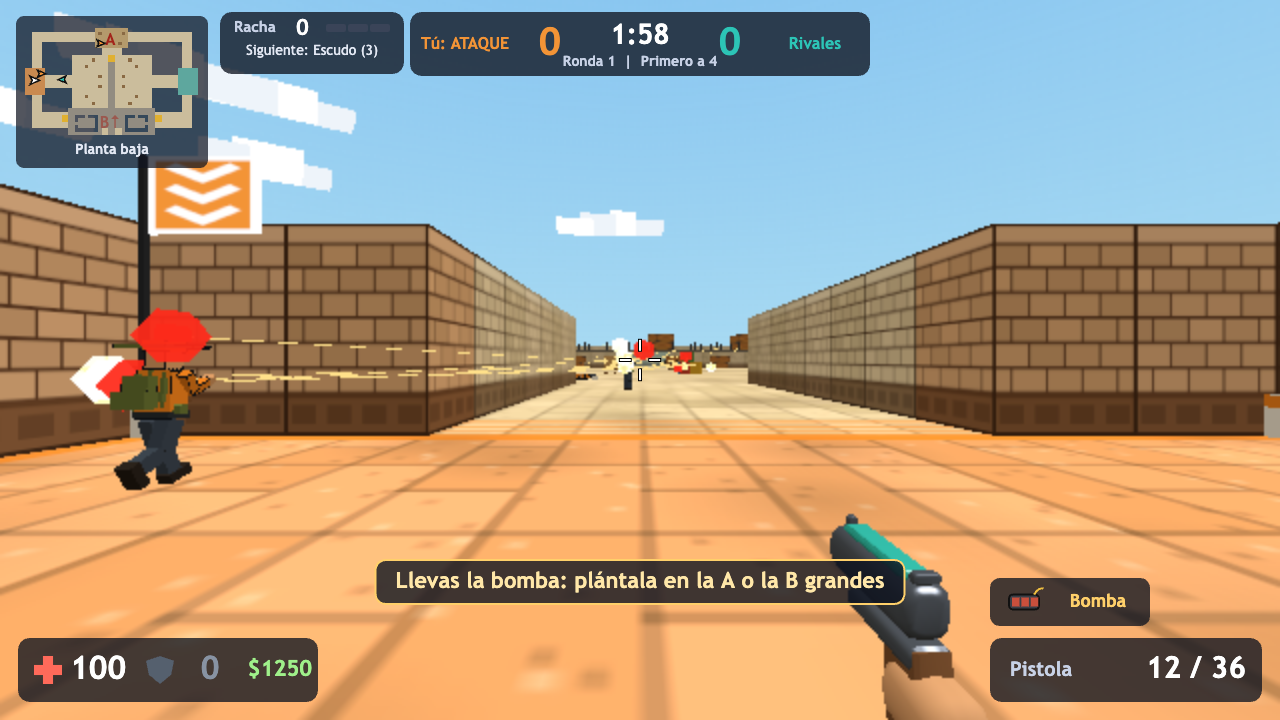 A
B↑
Planta baja
Racha 0
Siguiente: Escudo (3)
Tú: ATAQUE 0 1:58 0 Rivales
Ronda 1 | Primero a 4
Llevas la bomba: plántala en la A o la B grandes
Bomba
100 0 $1250
Pistola 12 / 36